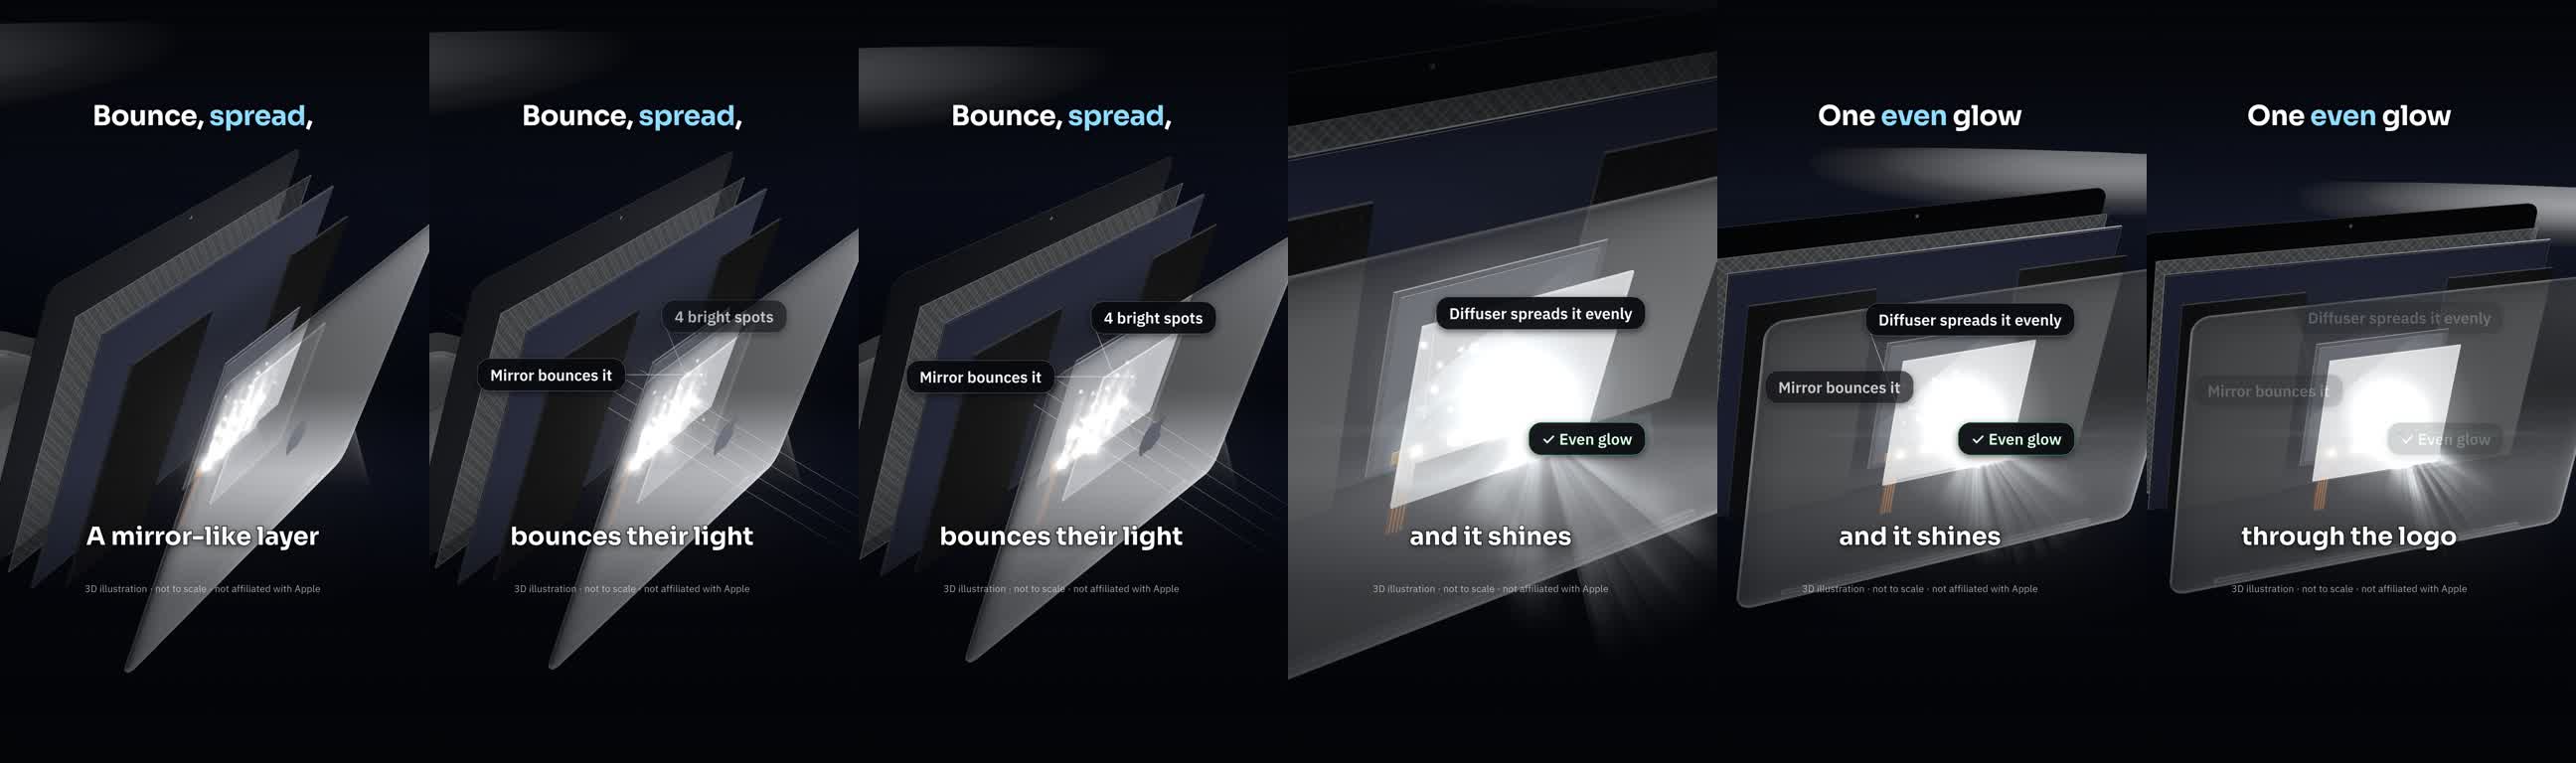 Bounce, spread,
A mirror-like layer
3D illustration · not to scale · not affiliated with Apple
Bounce, spread,
4 bright spots
Mirror bounces it
bounces their light
3D illustration · not to scale · not affiliated with Apple
Bounce, spread,
4 bright spots
Mirror bounces it
bounces their light
3D illustration · not to scale · not affiliated with Apple
Diffuser spreads it evenly
✓ Even glow
and it shines
3D illustration · not to scale · not affiliated with Apple
One even glow
Diffuser spreads it evenly
Mirror bounces it
✓ Even glow
and it shines
3D illustration · not to scale · not affiliated with Apple
One even glow
Diffuser spreads it evenly
Mirror bounces it
✓ Even glow
through the logo
3D illustration · not to scale · not affiliated with Apple